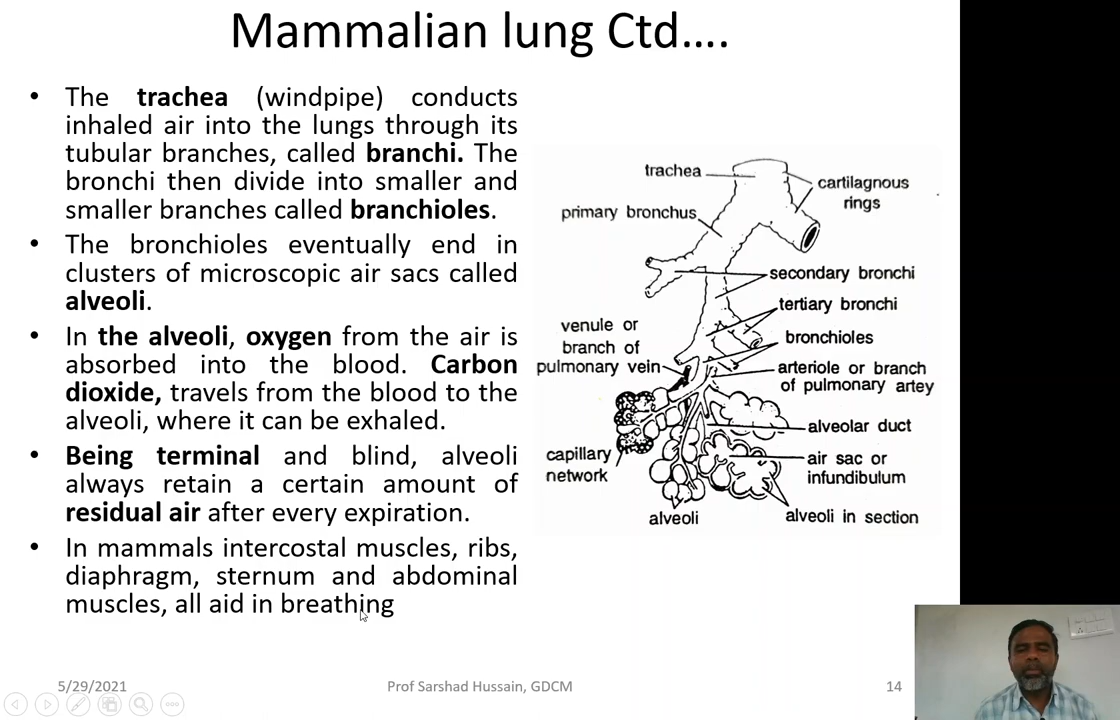 Mammalian lung Ctd....
• The trachea (windpipe) conducts
inhaled air into the lungs through its
tubular branches, called branchi. The
bronchi then divide into smaller and
smaller branches called branchioles.
• The bronchioles eventually end in
clusters of microscopic air sacs called
alveoli.
• In the alveoli, oxygen from the air is
absorbed into the blood. Carbon
dioxide, travels from the blood to the
alveoli, where it can be exhaled.
• Being terminal and blind, alveoli
always retain a certain amount of
residual air after every expiration.
• In mammals intercostal muscles, ribs,
diaphragm, sternum and abdominal
muscles, all aid in breathing
trachea
cartilagnous
rings
primary bronchus
secondary bronchi
tertiary bronchi
venule or
branch of
pulmonary vein
bronchioles
arteriole or branch
of pulmonary artey
alveolar duct
capillary
network
air sac or
infundibulum
alveoli
alveoli in section
5/29/2021
Prof Sarshad Hussain, GDCM
14